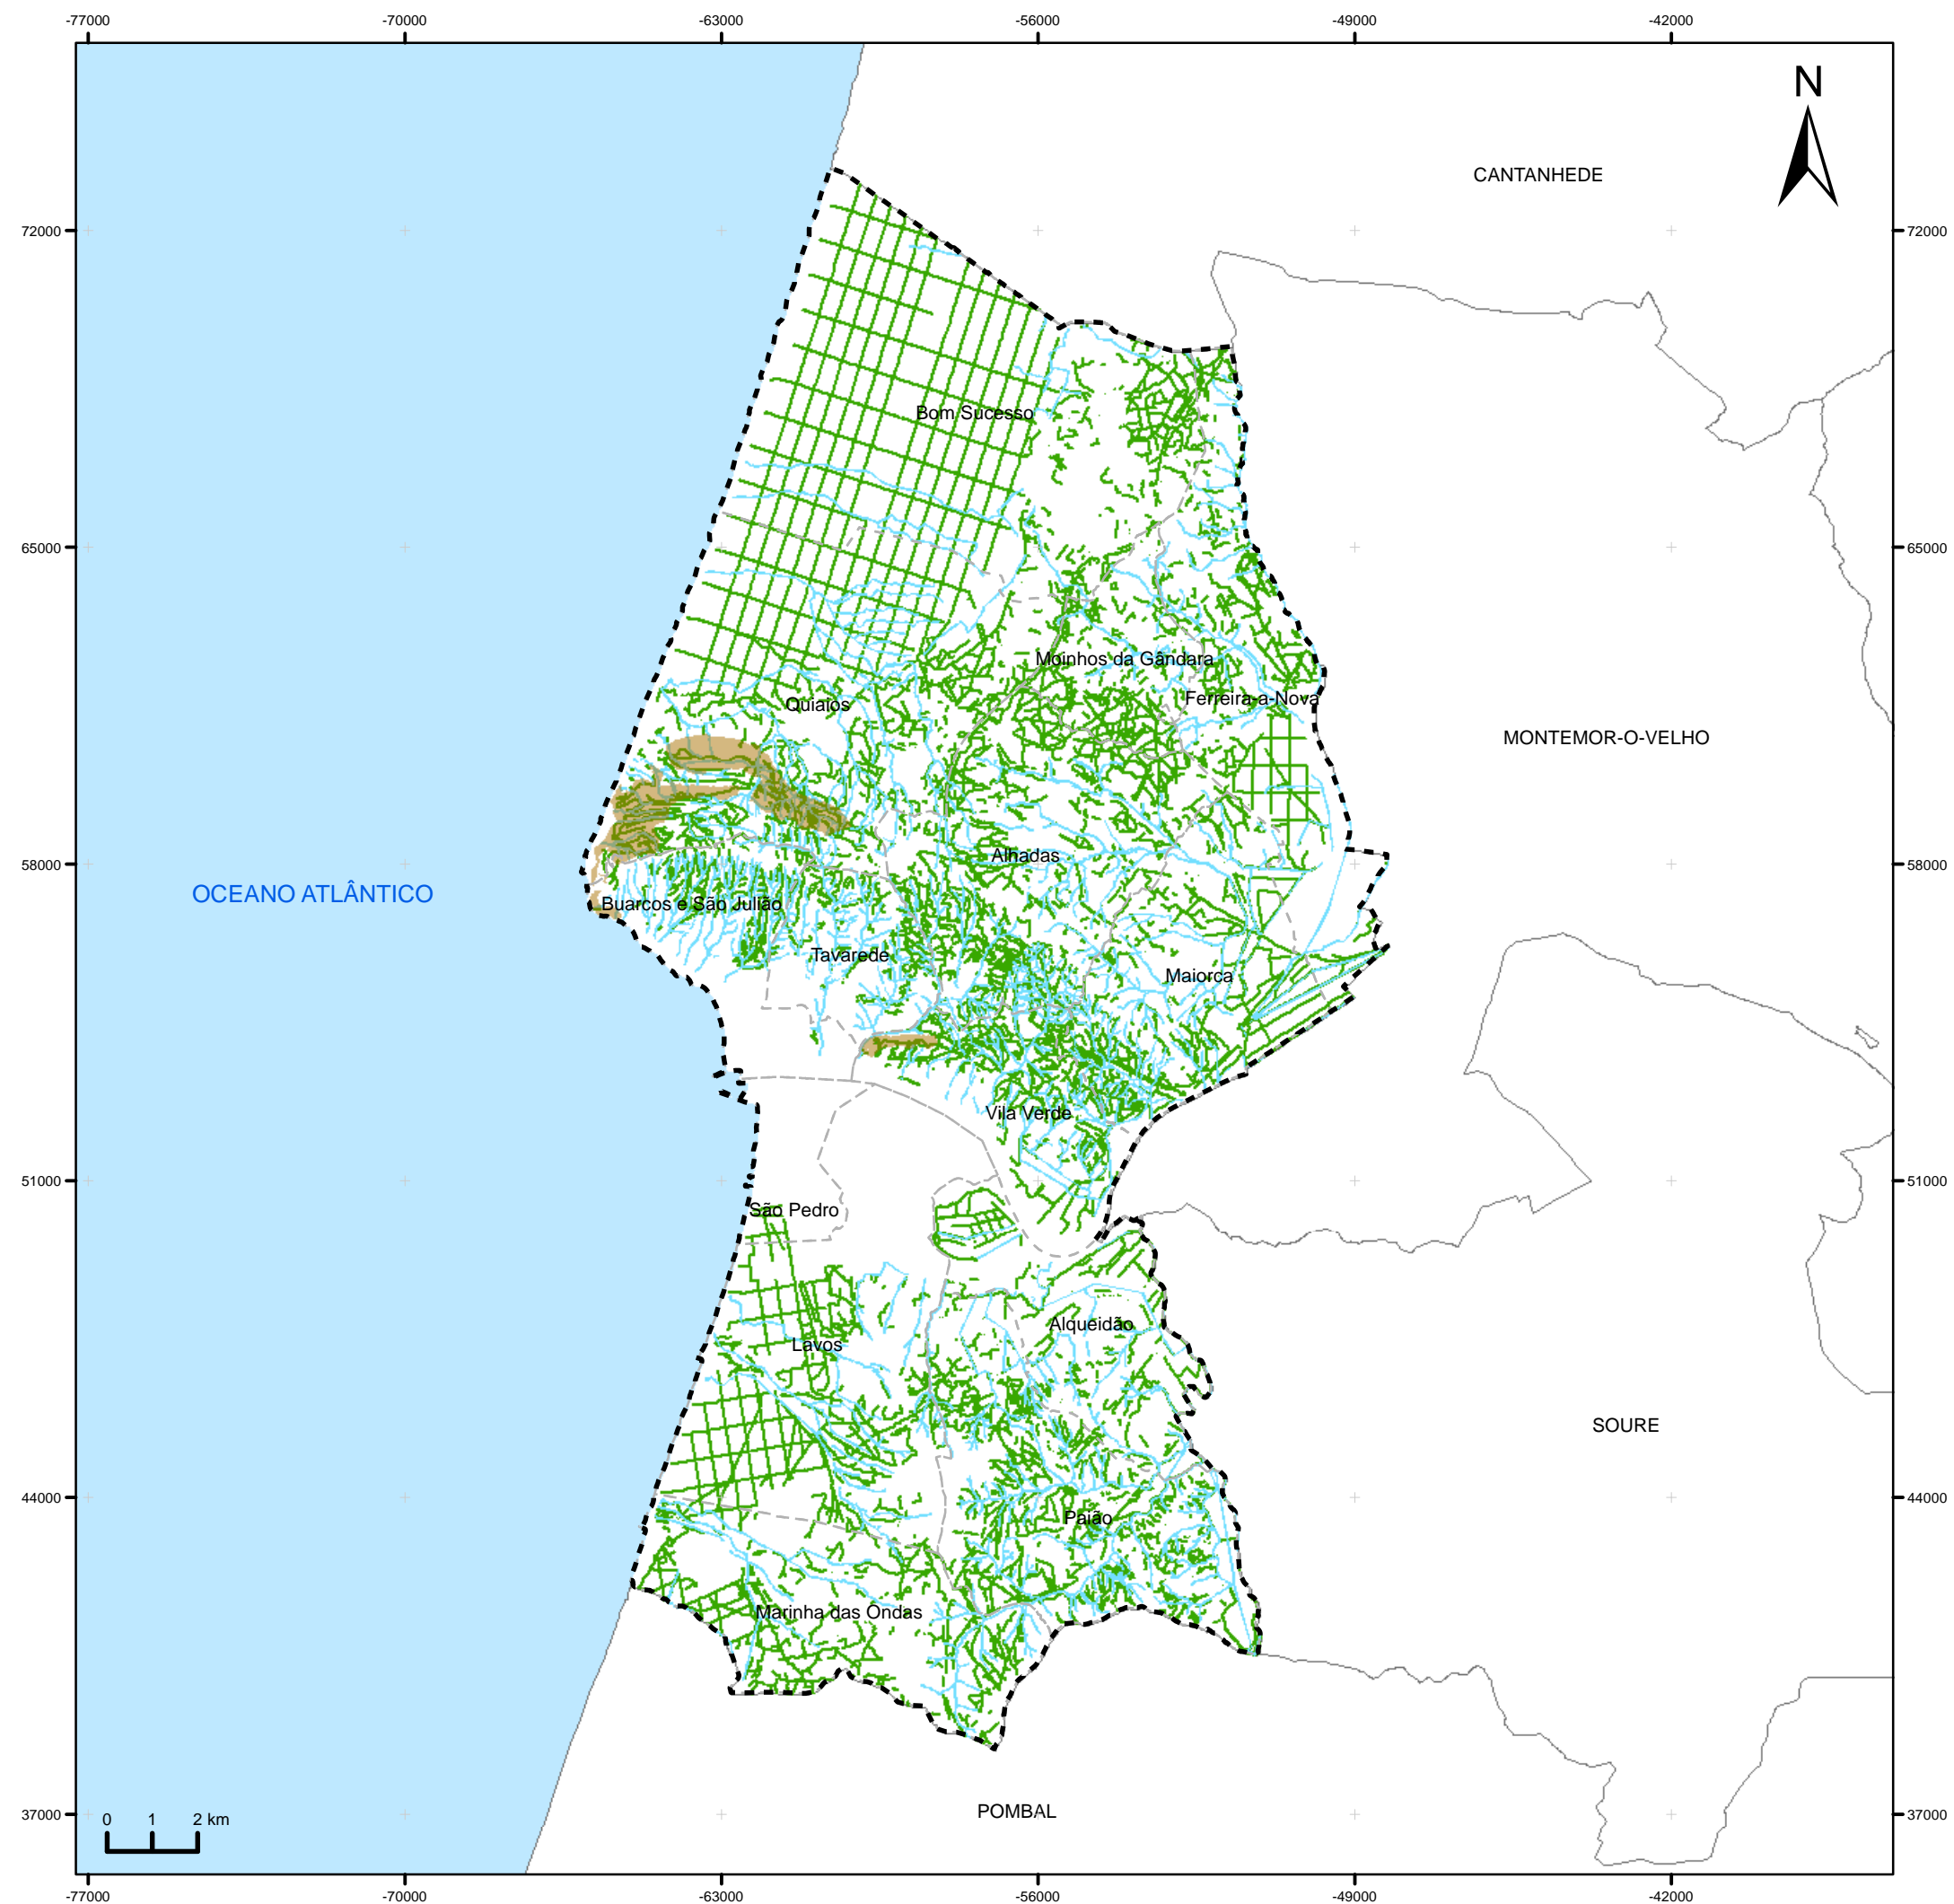 -77000 -70000 -63000 -56000 -49000 -42000
N
CANTANHEDE
72000 72000
Bom Sucesso
65000 65000
Moinhos da Gândara
Ferreira-a-Nova
Quiaios
MONTEMOR-O-VELHO
Alhadas
58000 58000
OCEANO ATLÂNTICO
Buarcos e São Julião
Tavarede
Maiorca
Vila Verde
51000 51000
São Pedro
Alqueidão
Lavos
SOURE
44000 44000
Paião
Marinha das Ondas
POMBAL
37000 37000
0 1 2 km
-77000 -70000 -63000 -56000 -49000 -42000